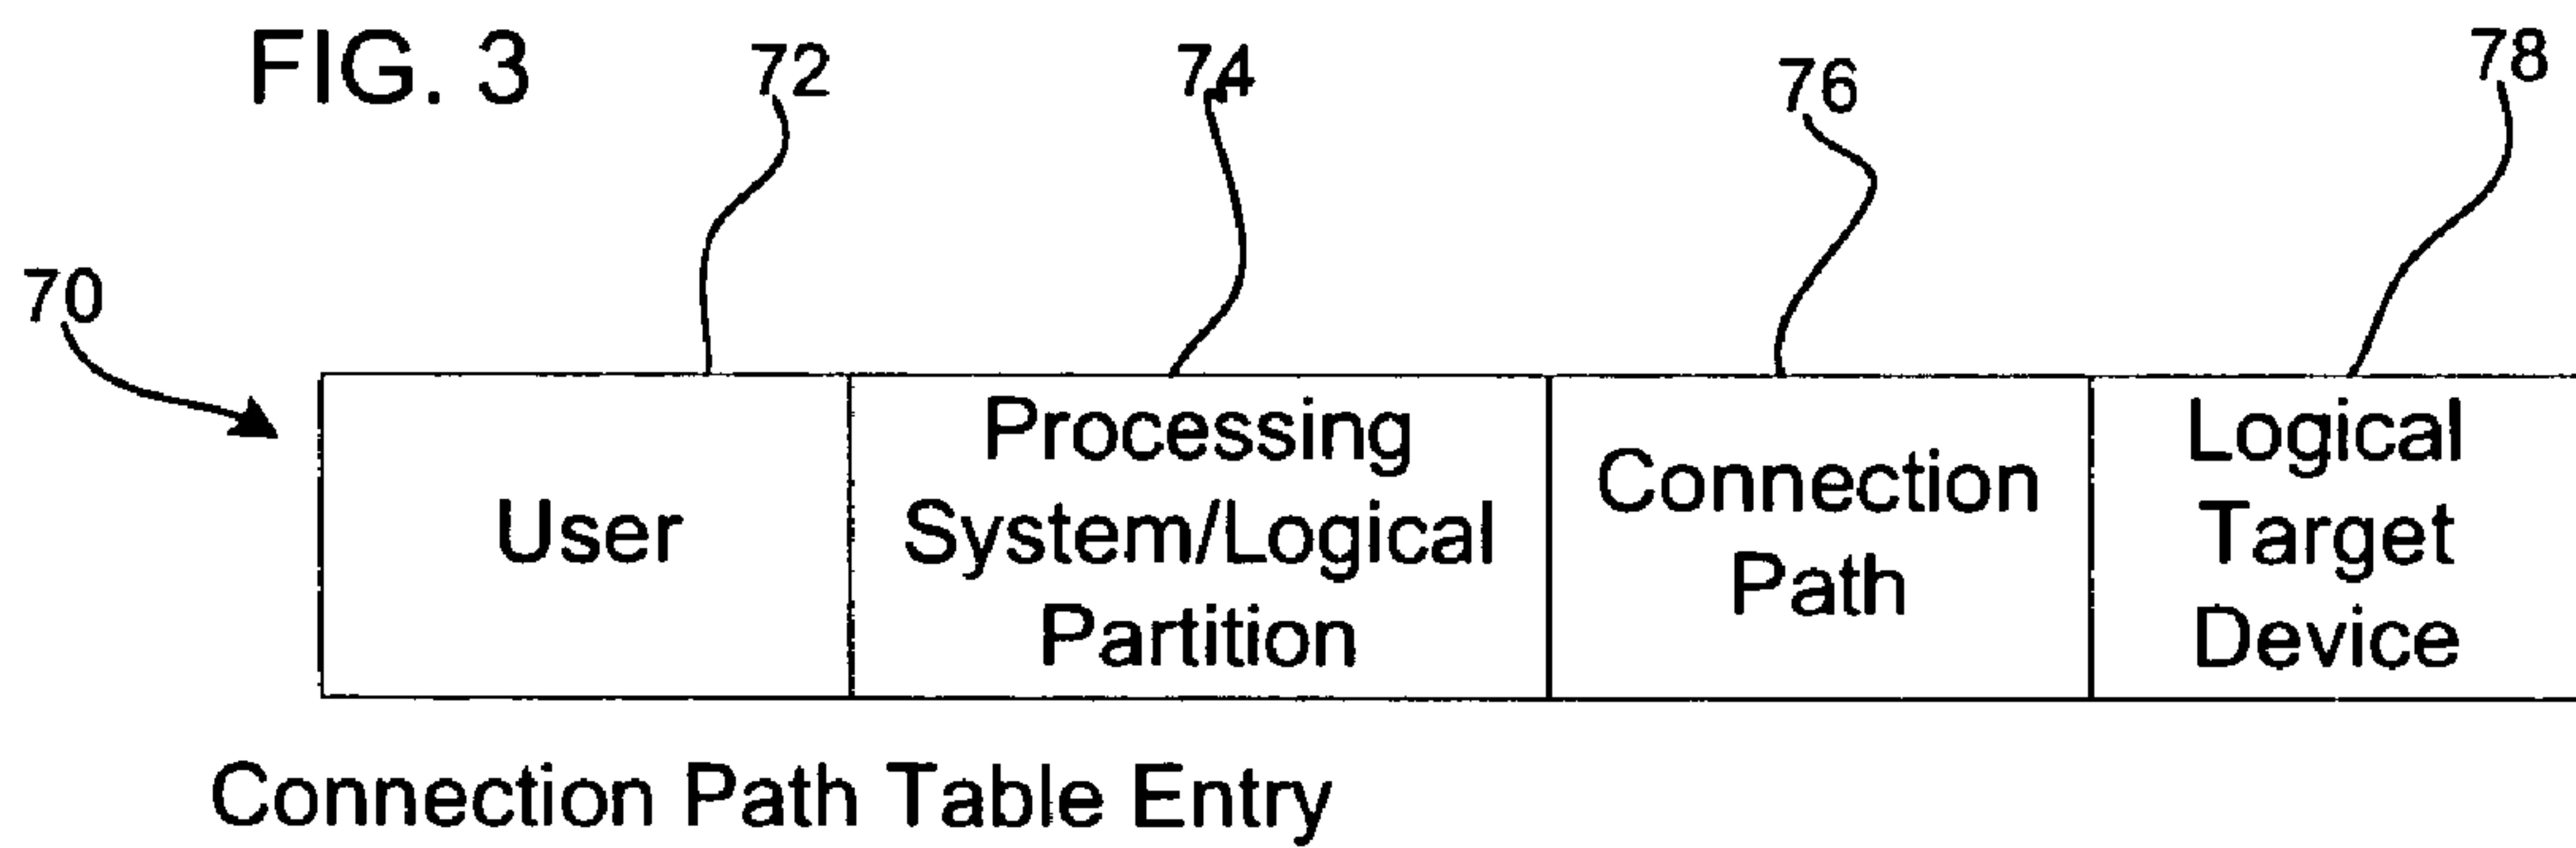 FIG. 3
72
74
76
78
70
User
Processing
System/Logical
Partition
Connection
Path
Logical
Target
Device
Connection Path Table Entry